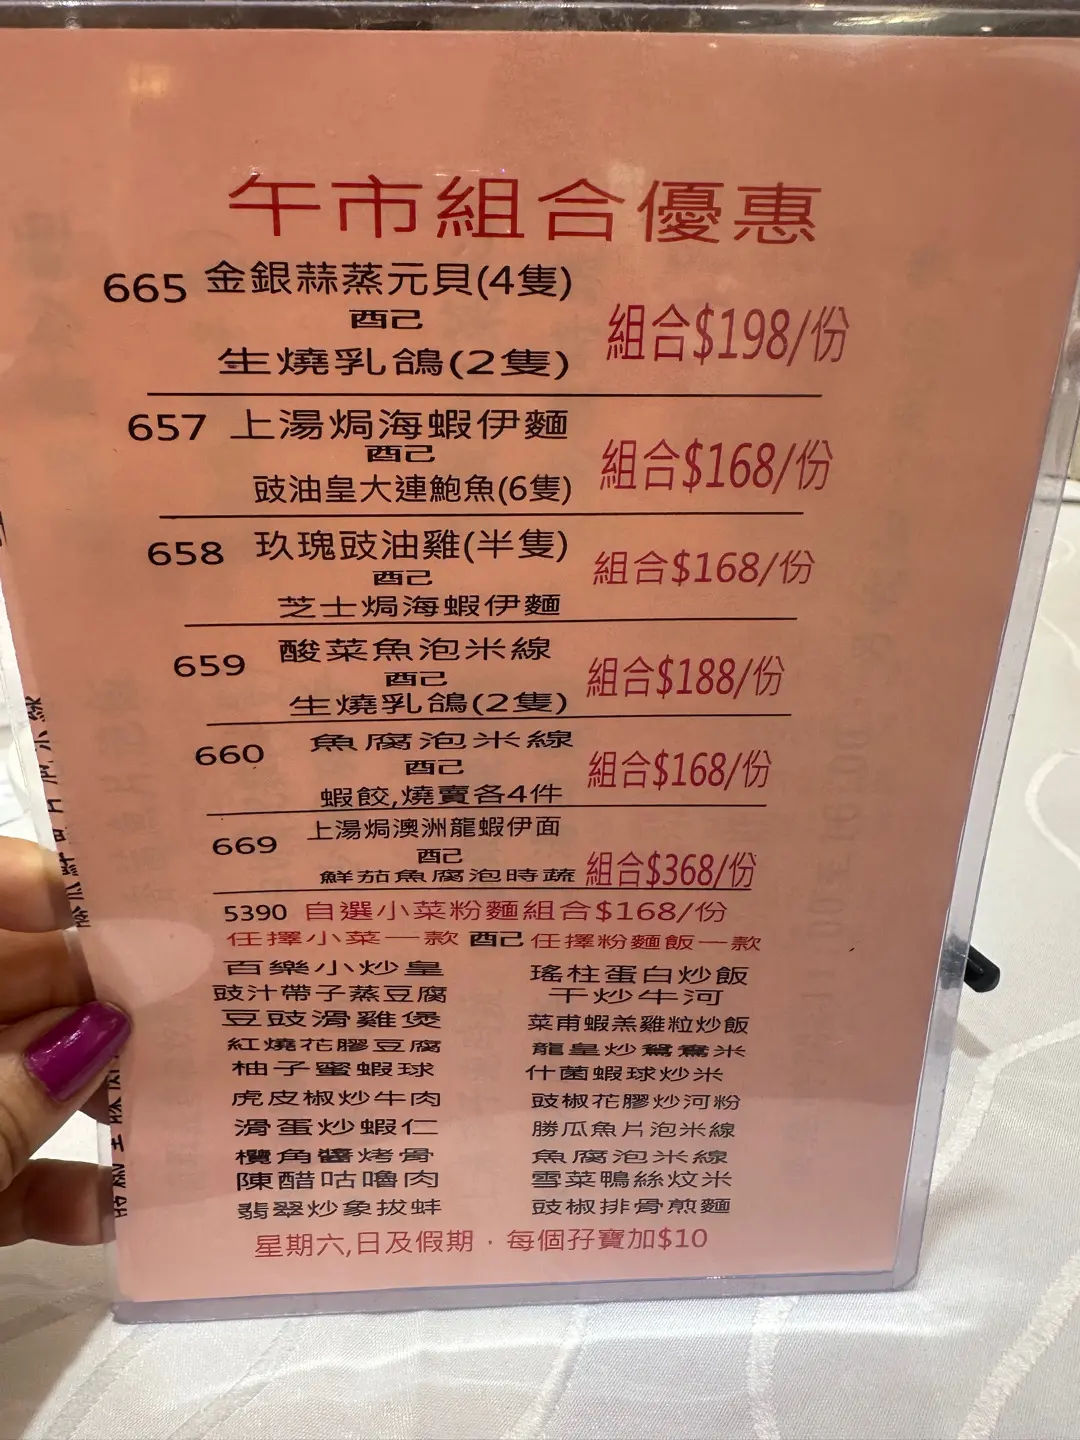 午市組合優惠
665 金銀蒜蒸元貝(4隻)
配
生燒乳鴿(2隻)
組合$198/份
657 上湯焗海蝦伊麵
配
豉油皇大連鮑魚(6隻)
組合$168/份
658 玫瑰豉油雞(半隻)
配
芝士焗海蝦伊麵
組合$168/份
659 酸菜魚泡米線
配
生燒乳鴿(2隻)
組合$188/份
660 魚腐泡米線
配
蝦餃,燒賣各4件
組合$168/份
669 上湯焗澳洲龍蝦伊面
配
鮮茄魚腐泡時蔬
組合$368/份
5390 自選小菜粉麵組合$168/份
任擇小菜一款 配 任擇粉麵飯一款
百樂小炒皇
豉汁帶子蒸豆腐
豆豉滑雞煲
紅燒花膠豆腐
柚子蜜蝦球
虎皮椒炒牛肉
滑蛋炒蝦仁
欖角醬烤骨
陳醋咕嚕肉
翡翠炒象拔蚌
瑤柱蛋白炒飯
干炒牛河
菜甫蝦羔雞粒炒飯
龍皇炒鴛鴦米
什菌蝦球炒米
豉椒花膠炒河粉
勝瓜魚片泡米線
魚腐泡米線
雪菜鴨絲炆米
豉椒排骨煎麵
星期六,日及假期．每個孖寶加$10